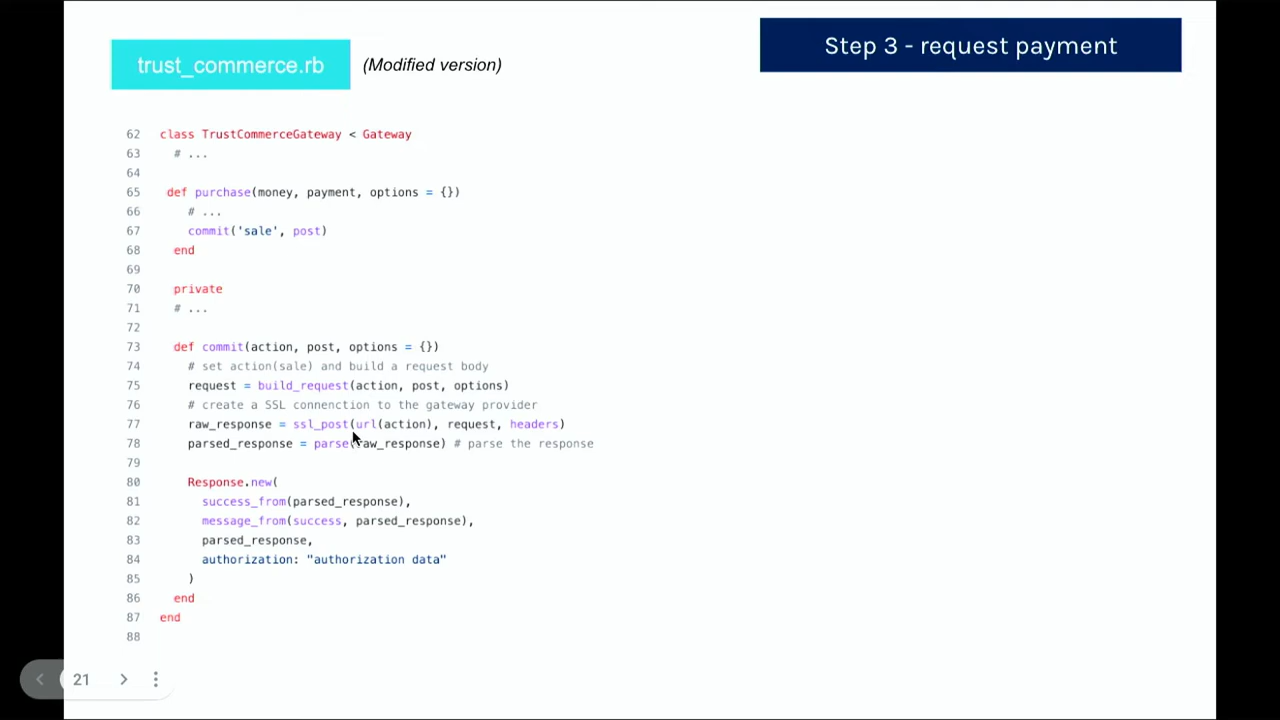 trust_commerce.rb
(Modified version)
Step 3 - request payment
62 class TrustCommerceGateway < Gateway
63 # ...
64
65 def purchase(money, payment, options = {})
66 # ...
67 commit('sale', post)
68 end
69
70 private
71 # ...
72
73 def commit(action, post, options = {})
74 # set action(sale) and build a request body
75 request = build_request(action, post, options)
76 # create a SSL connenction to the gateway provider
77 raw_response = ssl_post(url(action), request, headers)
78 parsed_response = parse(raw_response) # parse the response
79
80 Response.new(
81 success_from(parsed_response),
82 message_from(success, parsed_response),
83 parsed_response,
84 authorization: "authorization data"
85 )
86 end
87 end
88
21